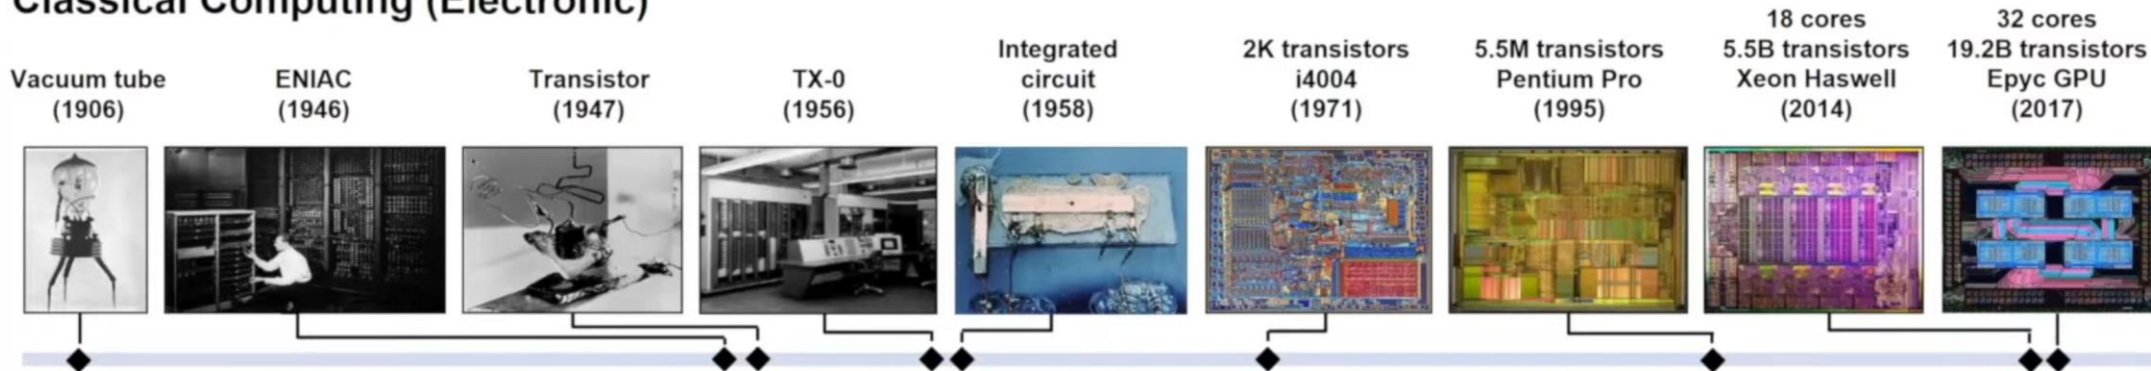 Classical Computing (Electronic)
Vacuum tube
(1906)
ENIAC
(1946)
Transistor
(1947)
TX-0
(1956)
Integrated
circuit
(1958)
2K transistors
i4004
(1971)
5.5M transistors
Pentium Pro
(1995)
18 cores
5.5B transistors
Xeon Haswell
(2014)
32 cores
19.2B transistors
Epyc GPU
(2017)